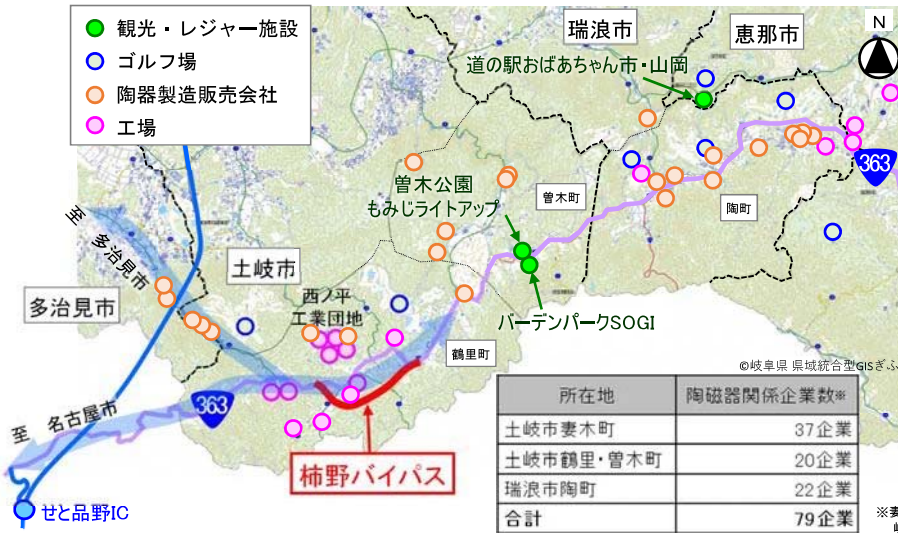 観光・レジャー施設
ゴルフ場
陶器製造販売会社
工場
瑞浪市
恵那市
N
道の駅おばあちゃん市・山岡
363
曽木公園
もみじライトアップ
曽木町
陶町
至 多治見市
土岐市
多治見市
西ノ平
工業団地
バーデンパークSOGI
鶴里町
©岐阜県 県域統合型GISぎふ
363
至 名古屋市
柿野バイパス
せと品野IC
所在地 陶磁器関係企業数※
土岐市妻木町 37企業
土岐市鶴里・曽木町 20企業
瑞浪市陶町 22企業
合計 79企業
※妻